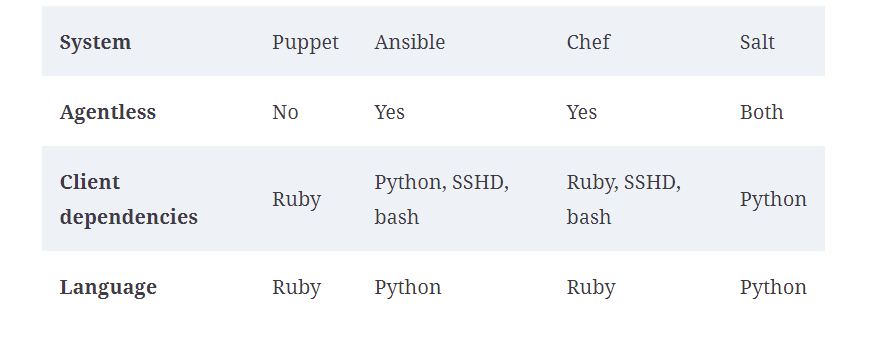 System Puppet Ansible Chef Salt
Agentless No Yes Yes Both
Client dependencies Ruby Python, SSHD, bash Ruby, SSHD, bash Python
Language Ruby Python Ruby Python